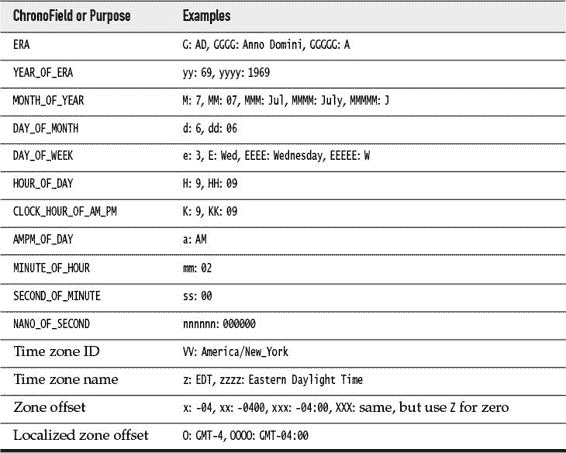 ChronoField or Purpose Examples
ERA G: AD, GGGG: Anno Domini, GGGGG: A
YEAR_OF_ERA yy: 69, yyyy: 1969
MONTH_OF_YEAR M: 7, MM: 07, MMM: Jul, MMMM: July, MMMMM: J
DAY_OF_MONTH d: 6, dd: 06
DAY_OF_WEEK e: 3, E: Wed, EEEE: Wednesday, EEEEE: W
HOUR_OF_DAY H: 9, HH: 09
CLOCK_HOUR_OF_AM_PM K: 9, KK: 09
AMPM_OF_DAY a: AM
MINUTE_OF_HOUR mm: 02
SECOND_OF_MINUTE ss: 00
NANO_OF_SECOND nnnnnn: 000000
Time zone ID VV: America/New_York
Time zone name z: EDT, zzzz: Eastern Daylight Time
Zone offset x: -04, xx: -0400, xxx: -04:00, XXX: same, but use Z for zero
Localized zone offset O: GMT-4, OOOO: GMT-04:00